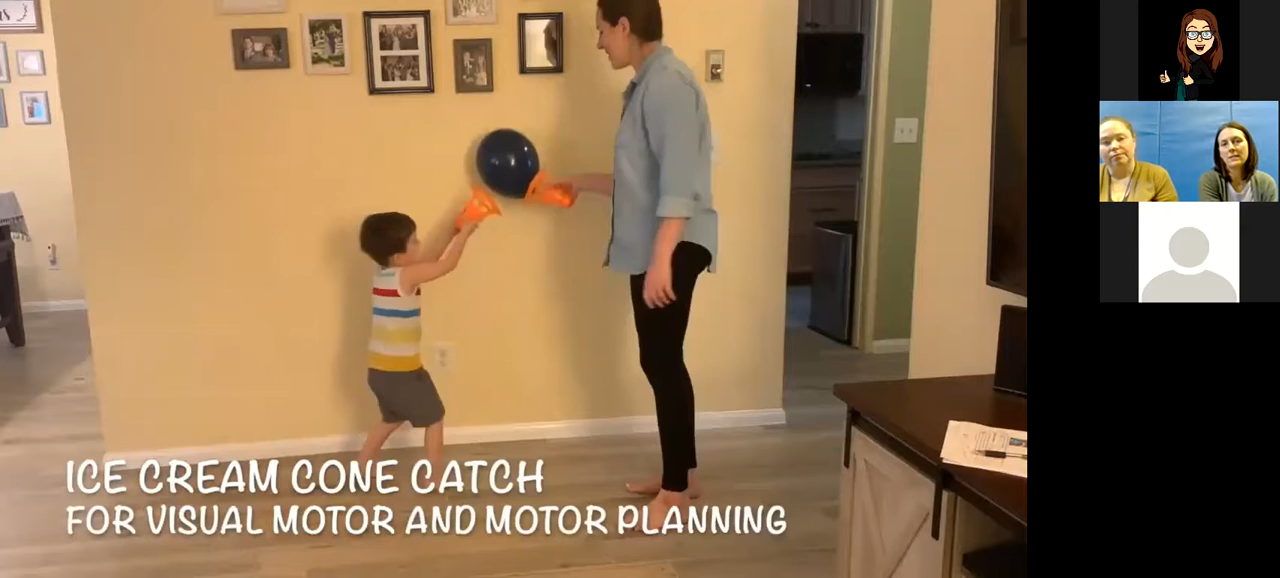 ICE CREAM CONE CATCH
FOR VISUAL MOTOR AND MOTOR PLANNING